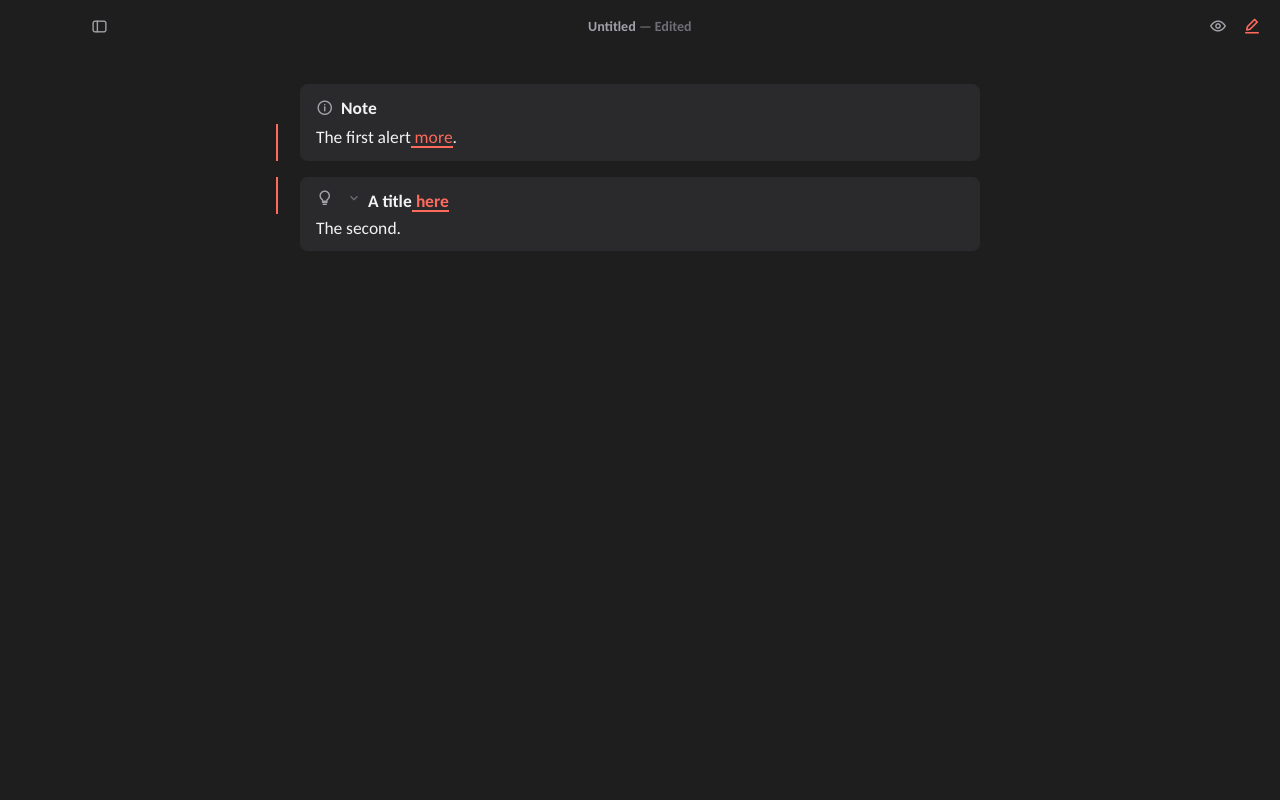 Untitled — Edited
Note
The first alert more.
A title here
The second.